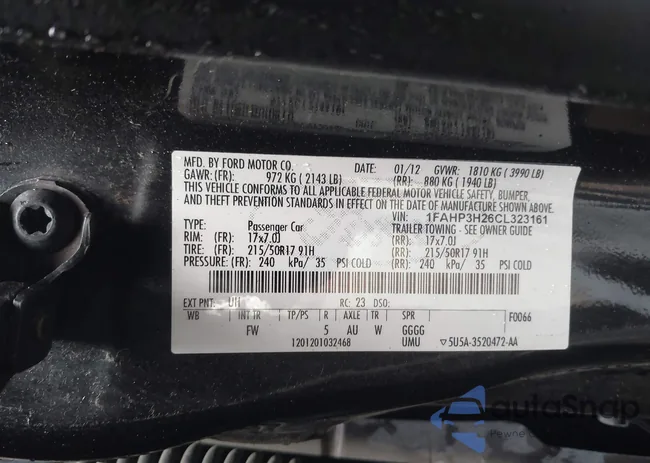 MFD. BY FORD MOTOR CO. DATE: 01/12 GVWR: 1810 KG ( 3990 LB)
GAWR: (FR): 972 KG ( 2143 LB) (RR): 880 KG ( 1940 LB)
THIS VEHICLE CONFORMS TO ALL APPLICABLE FEDERAL MOTOR VEHICLE SAFETY, BUMPER,
AND THEFT PREVENTION STANDARDS IN EFFECT ON THE DATE OF MANUFACTURE SHOWN ABOVE.
VIN: 1FAHP3H26CL323161
TYPE: Passenger Car TRAILER TOWING - SEE OWNER GUIDE
RIM: (FR): 17x7.0J (RR): 17x7.0J
TIRE: (FR): 215/50R17 91H (RR): 215/50R17 91H
PRESSURE: (FR): 240 kPa/ 35 PSI COLD (RR): 240 kPa/ 35 PSI COLD
EXT PNT: UH RC: 23 DSO:
WB INT TR TP/PS R AXLE TR SPR F0066
FW 5 AU W GGGG
1201201032468 UMU ▽5U5A-3520472-AA
autoSnap